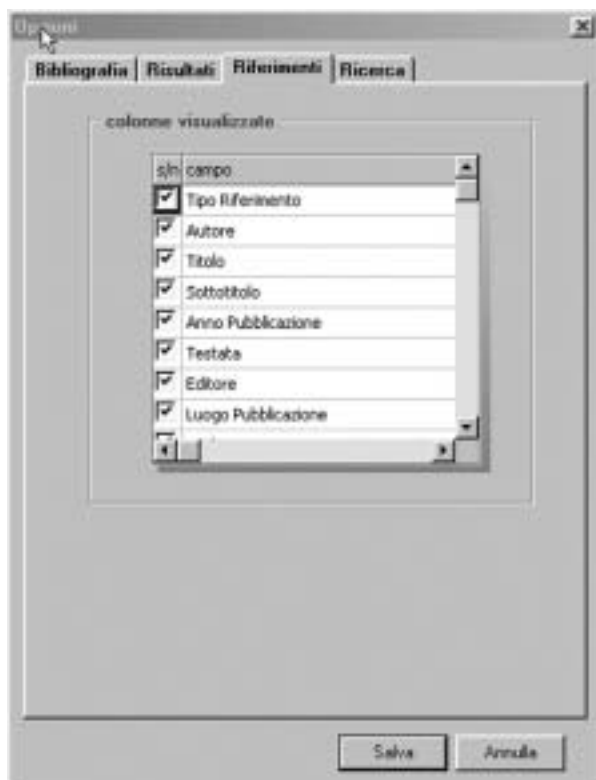 Opzioni
Bibliografia Risultati Riferimenti Ricerca
colonne visualizzate
s/n campo
Tipo Riferimento
Autore
Titolo
Sottotitolo
Anno Pubblicazione
Testata
Editore
Luogo Pubblicazione
Salva Annulla